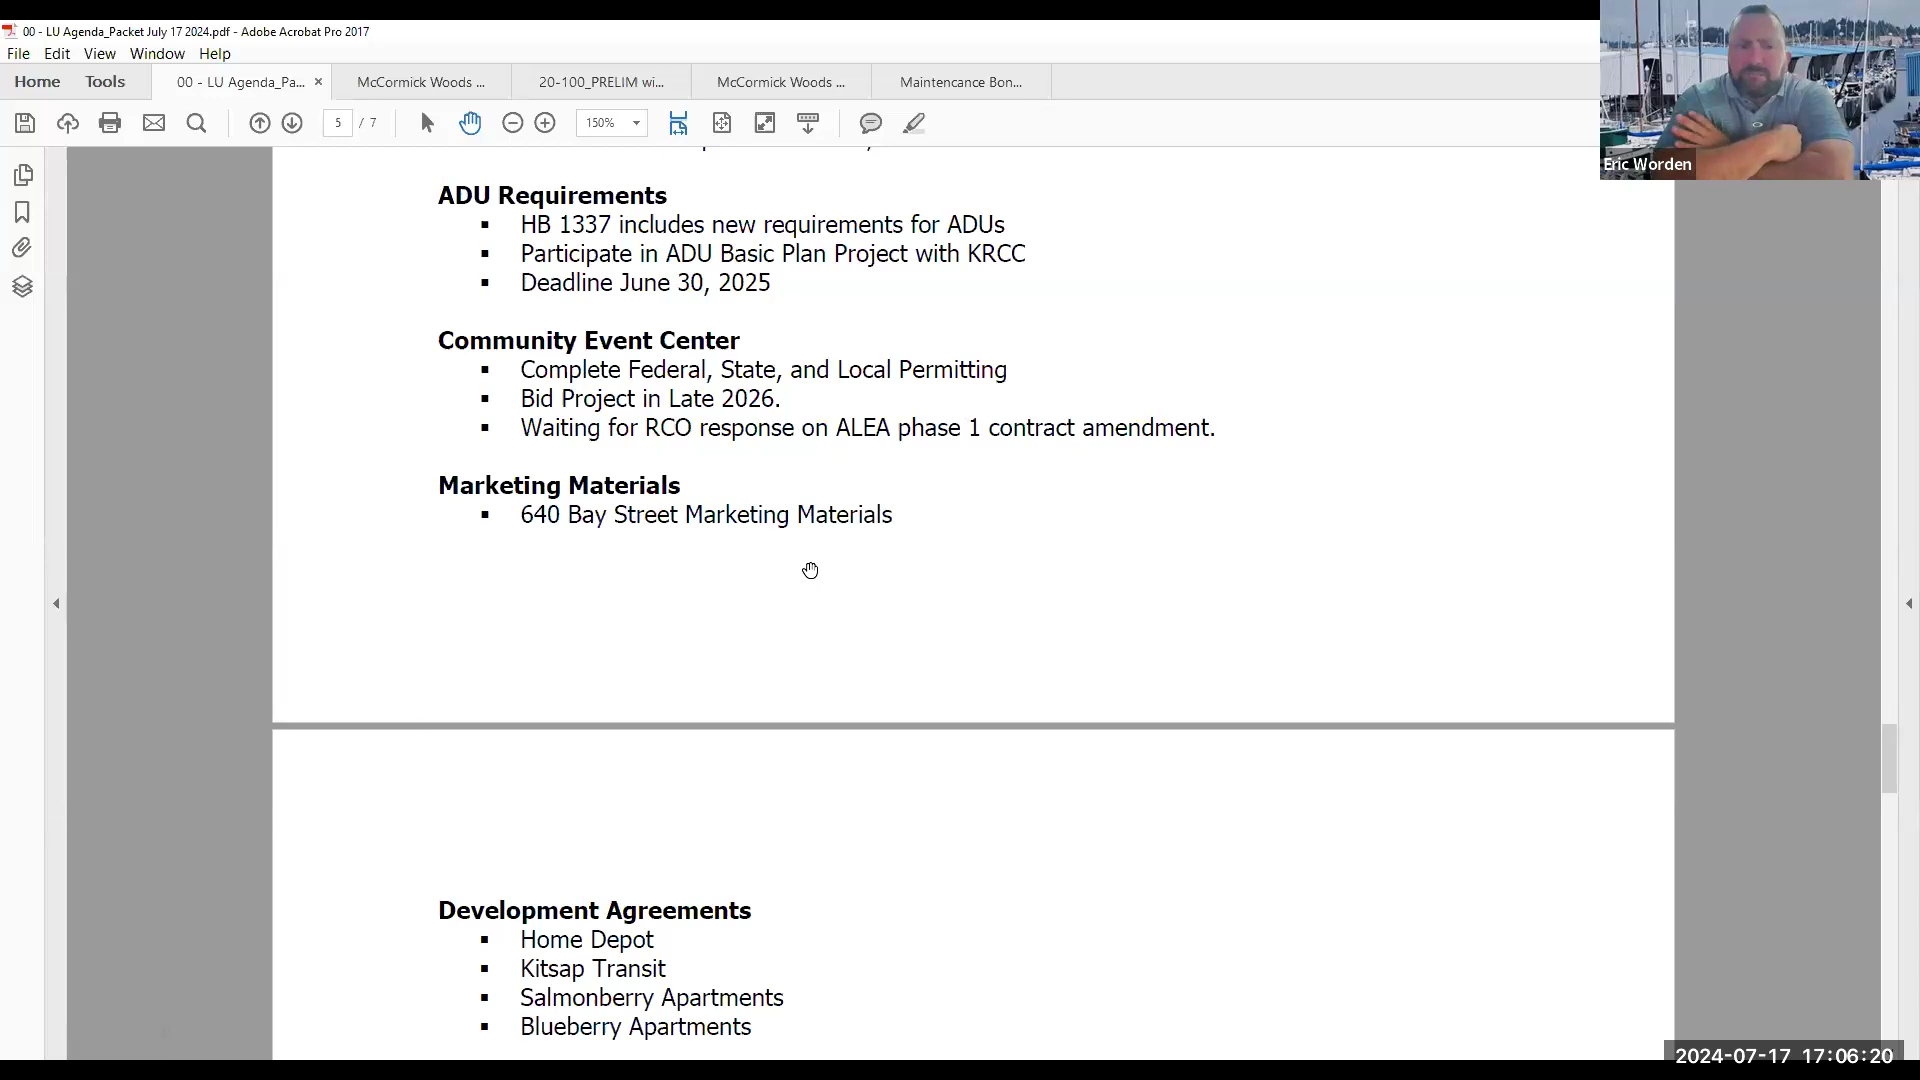 00 - LU Agenda_Packet July 17 2024.pdf - Adobe Acrobat Pro 2017
File Edit View Window Help
Home Tools 00 - LU Agenda_Pa... × McCormick Woods ... 20-100_PRELIM wi... McCormick Woods ... Maintencance Bon...
5 / 7 150%
Eric Worden
ADU Requirements
▪ HB 1337 includes new requirements for ADUs
▪ Participate in ADU Basic Plan Project with KRCC
▪ Deadline June 30, 2025
Community Event Center
▪ Complete Federal, State, and Local Permitting
▪ Bid Project in Late 2026.
▪ Waiting for RCO response on ALEA phase 1 contract amendment.
Marketing Materials
▪ 640 Bay Street Marketing Materials
Development Agreements
▪ Home Depot
▪ Kitsap Transit
▪ Salmonberry Apartments
▪ Blueberry Apartments
2024-07-17 17:06:20